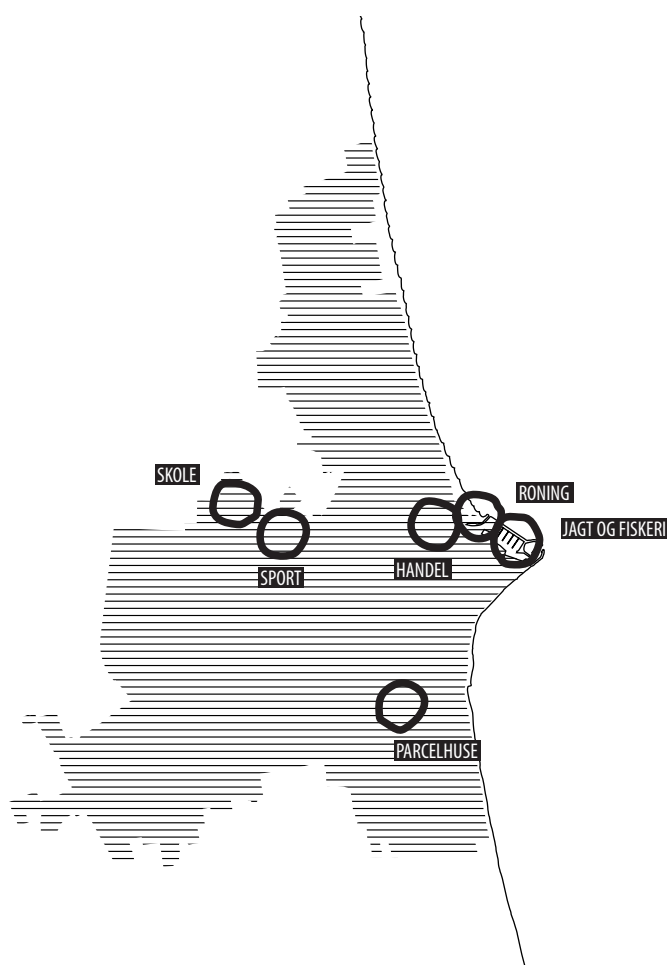 SKOLE
RONING
JAGT OG FISKERI
HANDEL
SPORT
PARCELHUSE